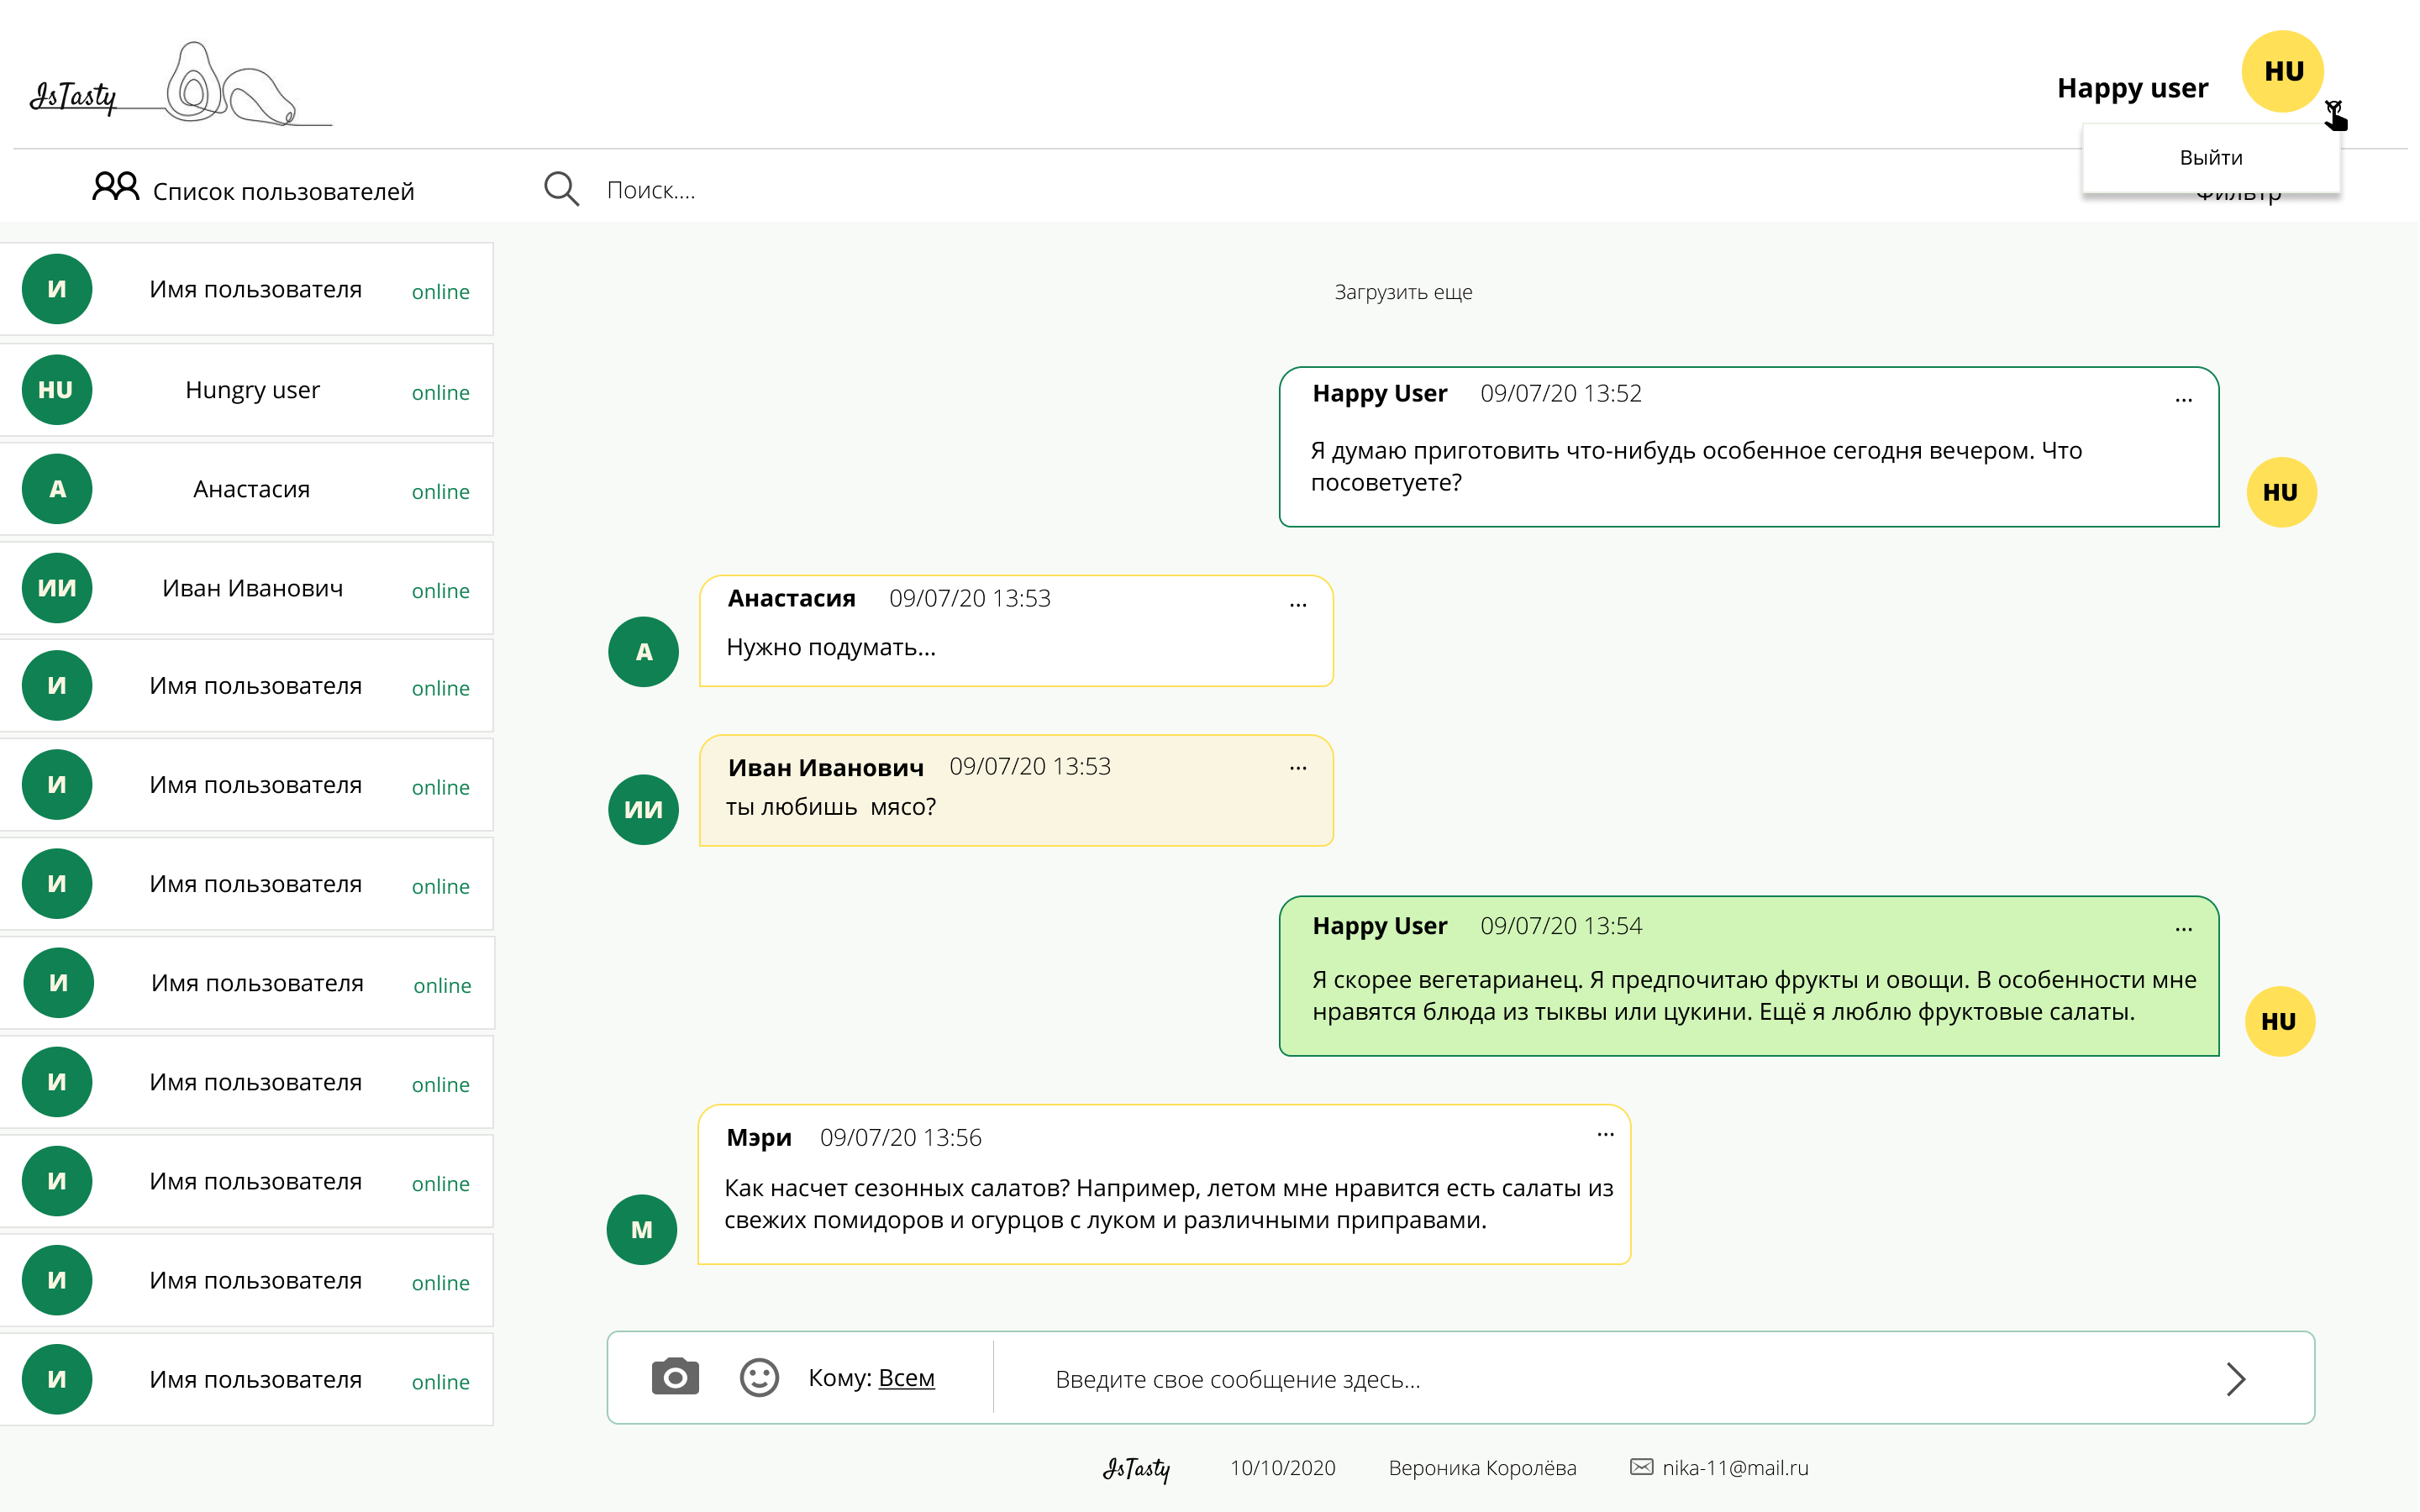 IsTasty
Happy user
HU
Выйти
Список пользователей
Поиск....
Фильтр
И Имя пользователя online
HU Hungry user online
А Анастасия online
ИИ Иван Иванович online
И Имя пользователя online
И Имя пользователя online
И Имя пользователя online
И Имя пользователя online
И Имя пользователя online
И Имя пользователя online
И Имя пользователя online
И Имя пользователя online
Загрузить еще
Happy User 09/07/20 13:52 ...
Я думаю приготовить что-нибудь особенное сегодня вечером. Что
посоветуете?
HU
Анастасия 09/07/20 13:53 ...
Нужно подумать...
А
Иван Иванович 09/07/20 13:53 ...
ты любишь  мясо?
ИИ
Happy User 09/07/20 13:54 ...
Я скорее вегетарианец. Я предпочитаю фрукты и овощи. В особенности мне
нравятся блюда из тыквы или цукини. Ещё я люблю фруктовые салаты.
HU
Мэри 09/07/20 13:56 ...
Как насчет сезонных салатов? Например, летом мне нравится есть салаты из
свежих помидоров и огурцов с луком и различными приправами.
М
Кому: Всем
Введите свое сообщение здесь...
IsTasty 10/10/2020 Вероника Королёва nika-11@mail.ru